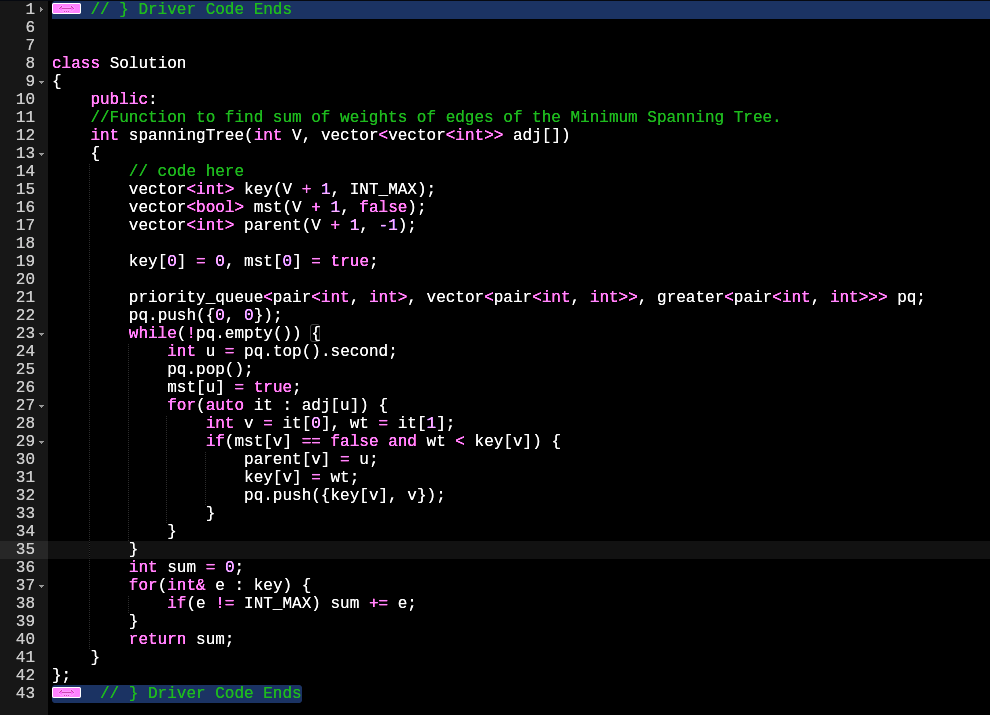 1 // } Driver Code Ends
6
7
8 class Solution
9 {
10     public:
11     //Function to find sum of weights of edges of the Minimum Spanning Tree.
12     int spanningTree(int V, vector<vector<int>> adj[])
13     {
14         // code here
15         vector<int> key(V + 1, INT_MAX);
16         vector<bool> mst(V + 1, false);
17         vector<int> parent(V + 1, -1);
18
19         key[0] = 0, mst[0] = true;
20
21         priority_queue<pair<int, int>, vector<pair<int, int>>, greater<pair<int, int>>> pq;
22         pq.push({0, 0});
23         while(!pq.empty()) {
24             int u = pq.top().second;
25             pq.pop();
26             mst[u] = true;
27             for(auto it : adj[u]) {
28                 int v = it[0], wt = it[1];
29                 if(mst[v] == false and wt < key[v]) {
30                     parent[v] = u;
31                     key[v] = wt;
32                     pq.push({key[v], v});
33                 }
34             }
35         }
36         int sum = 0;
37         for(int& e : key) {
38             if(e != INT_MAX) sum += e;
39         }
40         return sum;
41     }
42 };
43 // } Driver Code Ends